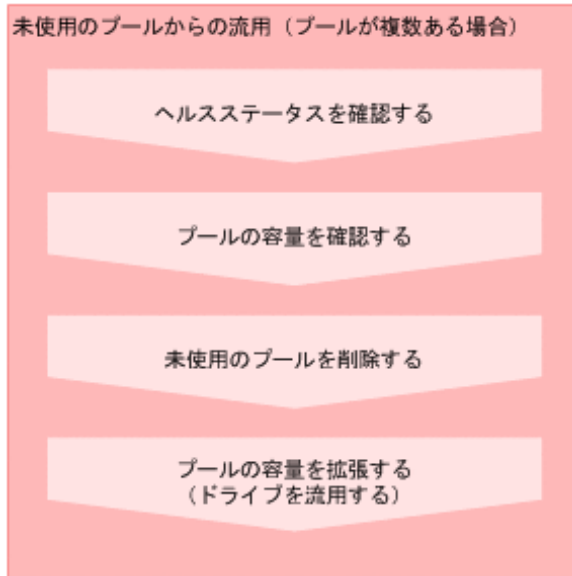 未使用のプールからの流用（プールが複数ある場合）
ヘルスステータスを確認する
プールの容量を確認する
未使用のプールを削除する
プールの容量を拡張する
（ドライブを流用する）